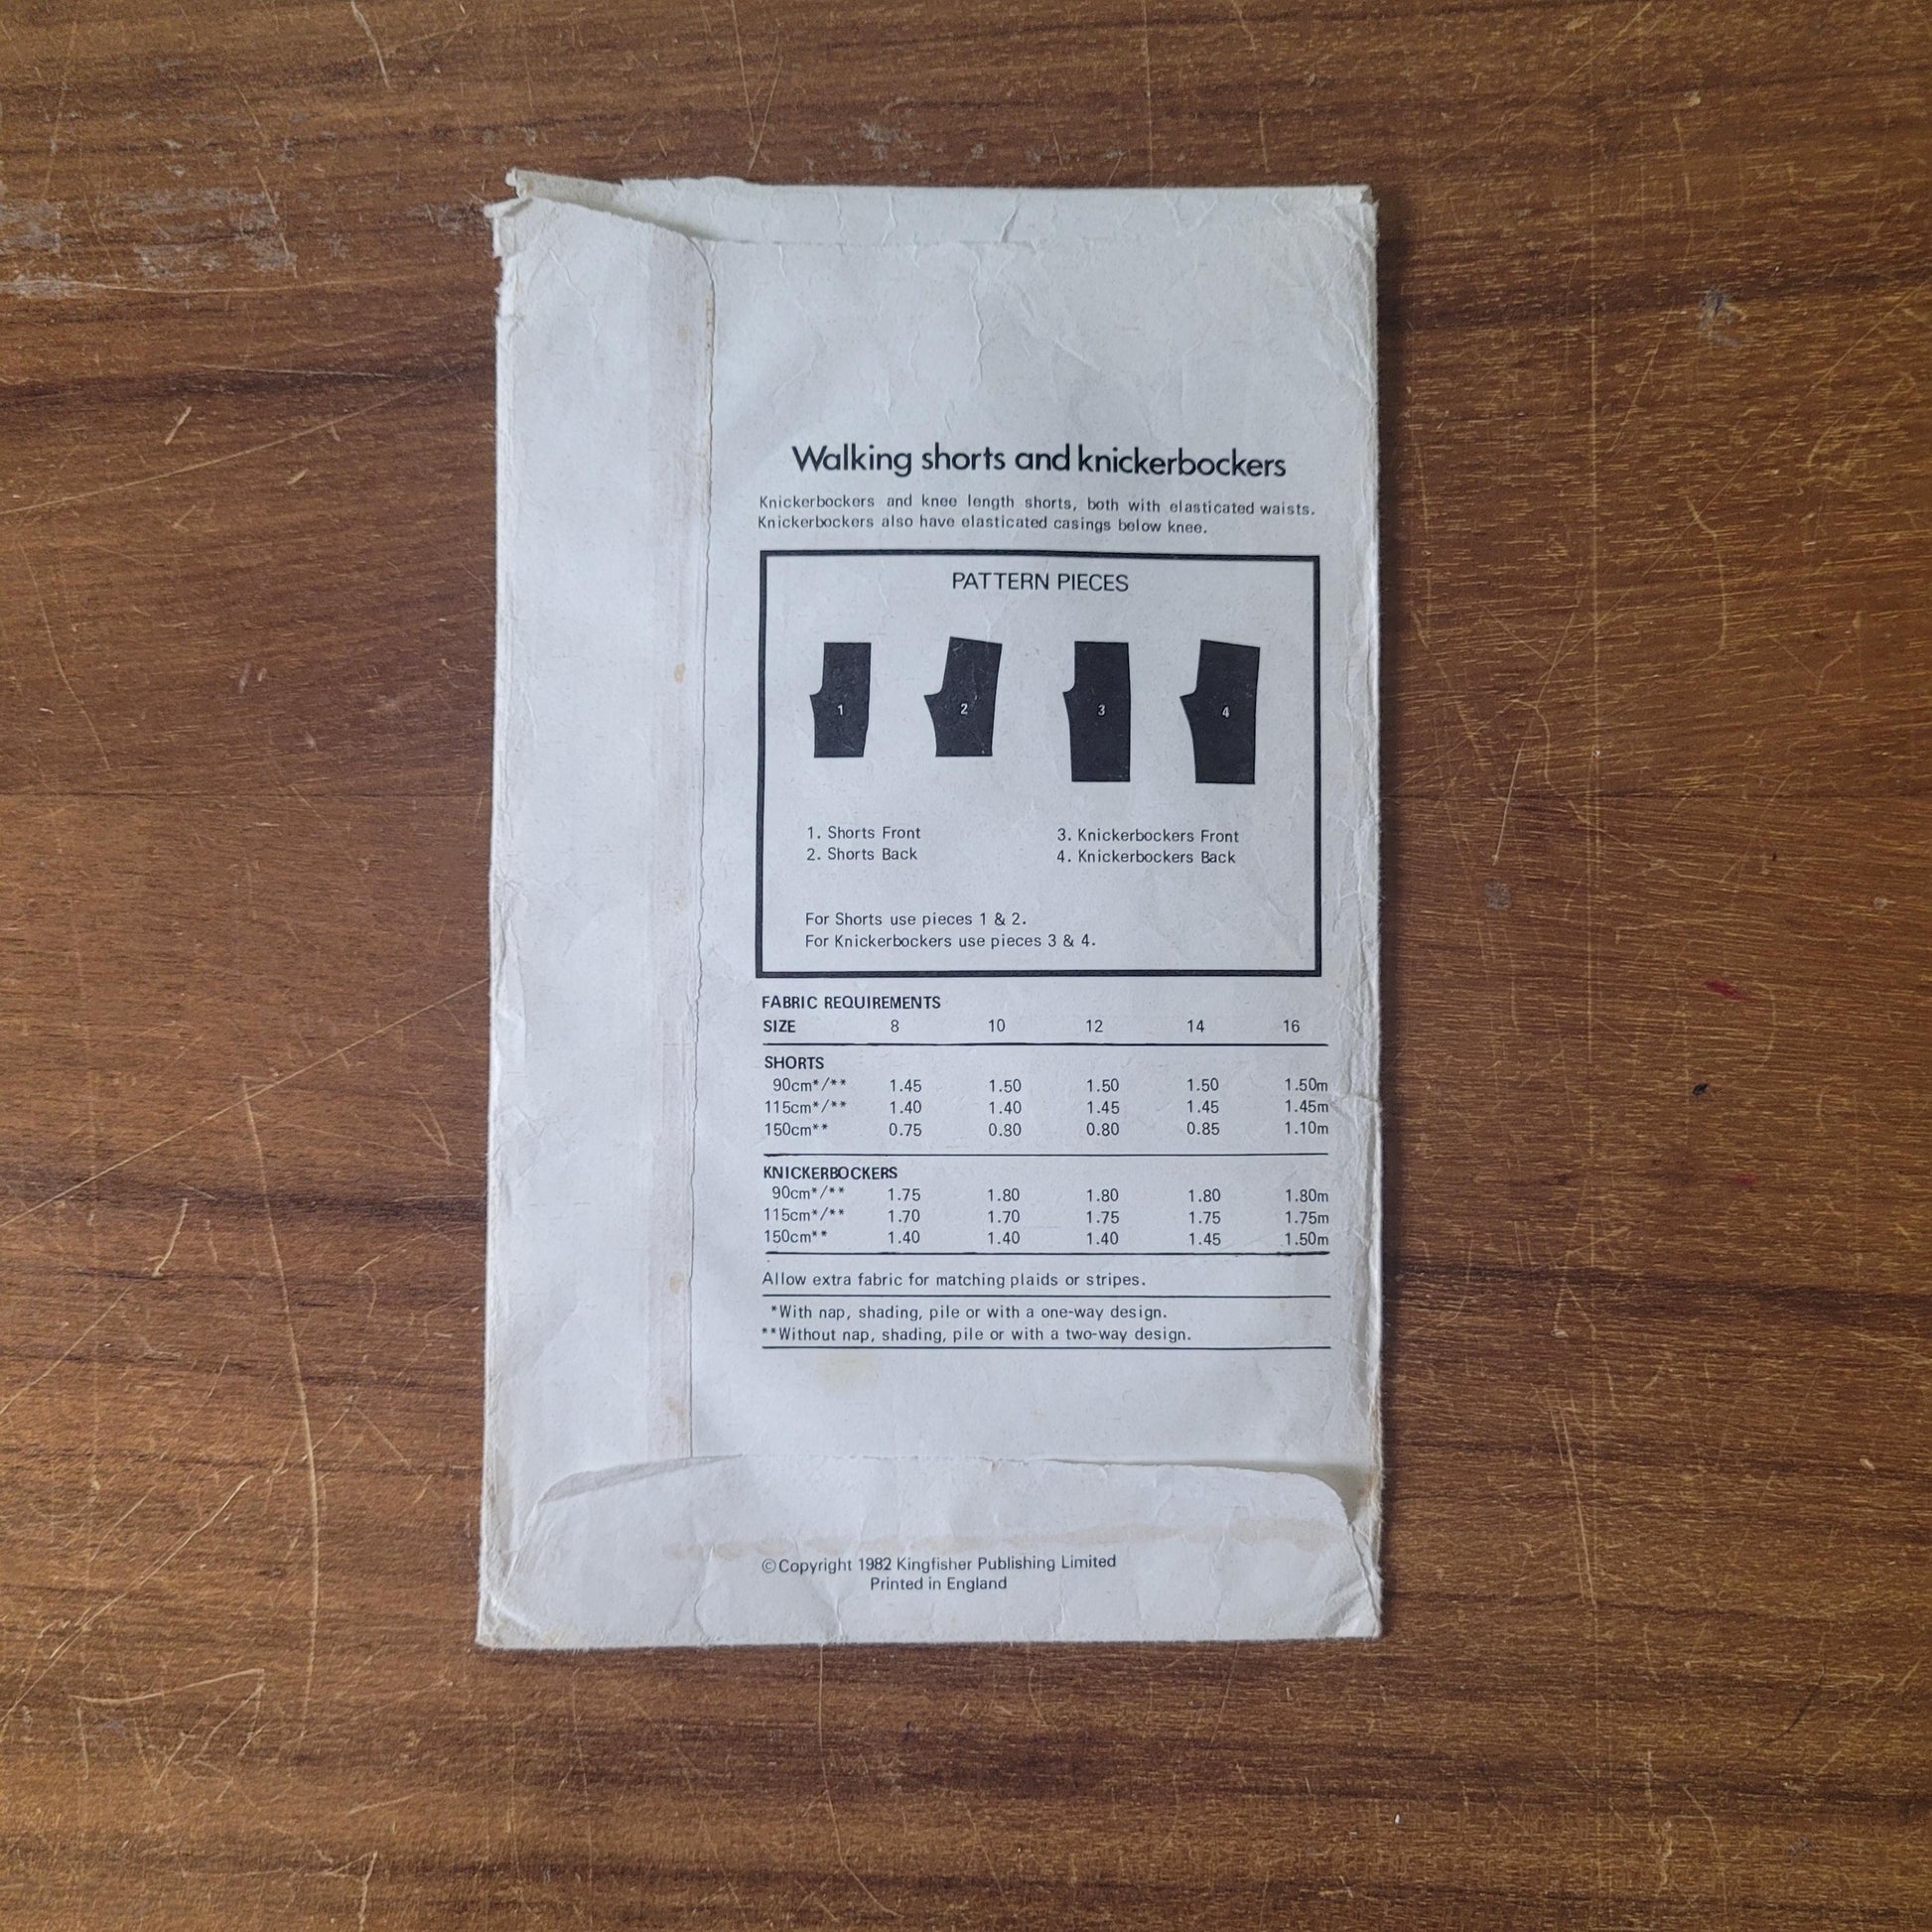 Walking shorts and knickerbockers
Knickerbockers and knee length shorts, both with elasticated waists.
Knickerbockers also have elasticated casings below knee.
PATTERN PIECES
1 2 3 4
1. Shorts Front 3. Knickerbockers Front
2. Shorts Back 4. Knickerbockers Back
For Shorts use pieces 1 & 2.
For Knickerbockers use pieces 3 & 4.
FABRIC REQUIREMENTS
SIZE 8 10 12 14 16
SHORTS
90cm*/** 1.45 1.50 1.50 1.50 1.50m
115cm*/** 1.40 1.40 1.45 1.45 1.45m
150cm** 0.75 0.80 0.80 0.85 1.10m
KNICKERBOCKERS
90cm*/** 1.75 1.80 1.80 1.80 1.80m
115cm*/** 1.70 1.70 1.75 1.75 1.75m
150cm** 1.40 1.40 1.40 1.45 1.50m
Allow extra fabric for matching plaids or stripes.
*With nap, shading, pile or with a one-way design.
**Without nap, shading, pile or with a two-way design.
©Copyright 1982 Kingfisher Publishing Limited
Printed in England